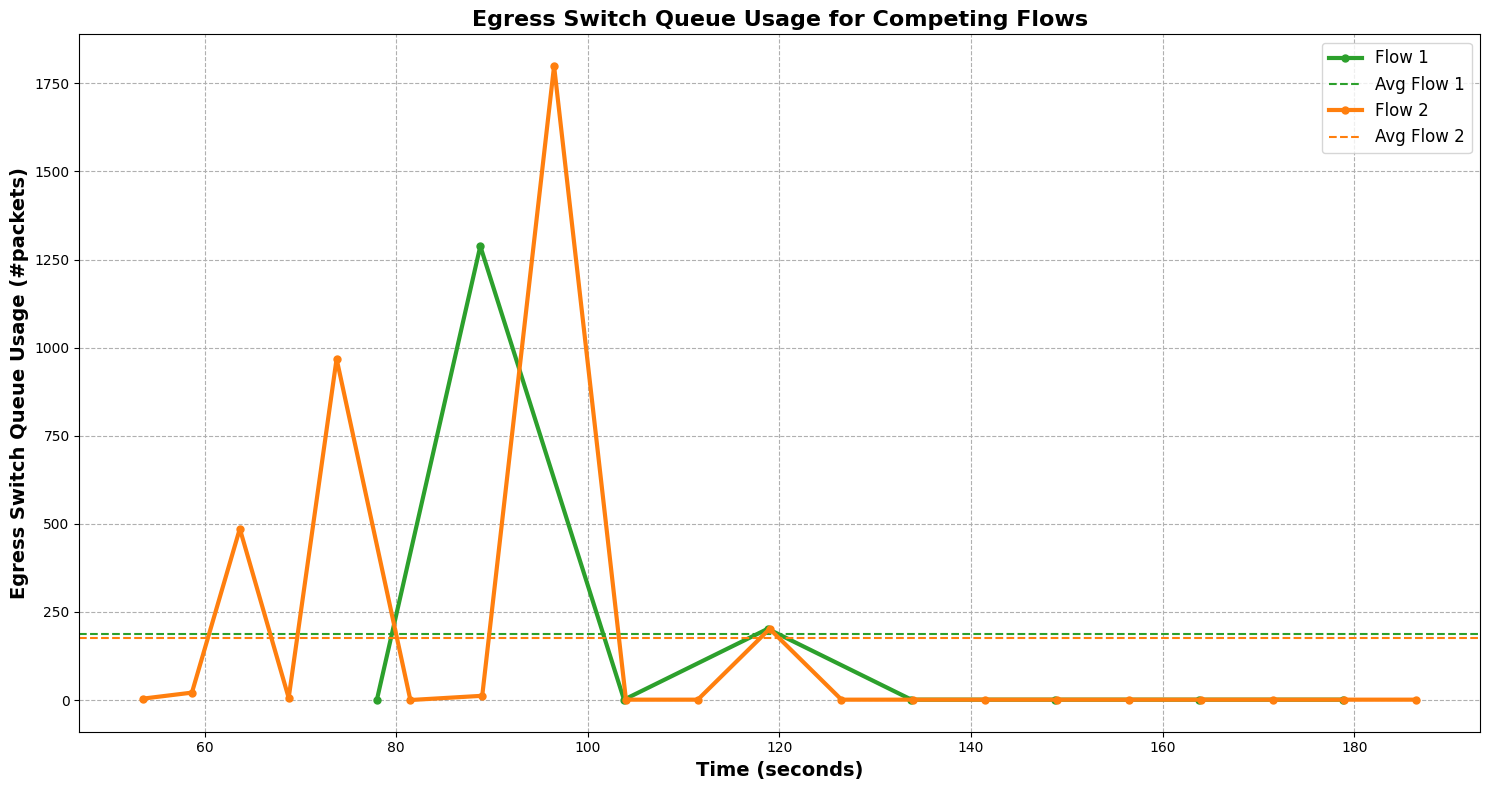 Egress Switch Queue Usage for Competing Flows
Egress Switch Queue Usage (#packets)
1750
1500
1250
1000
750
500
250
0
60
80
100
120
140
160
180
Time (seconds)
Flow 1
Avg Flow 1
Flow 2
Avg Flow 2